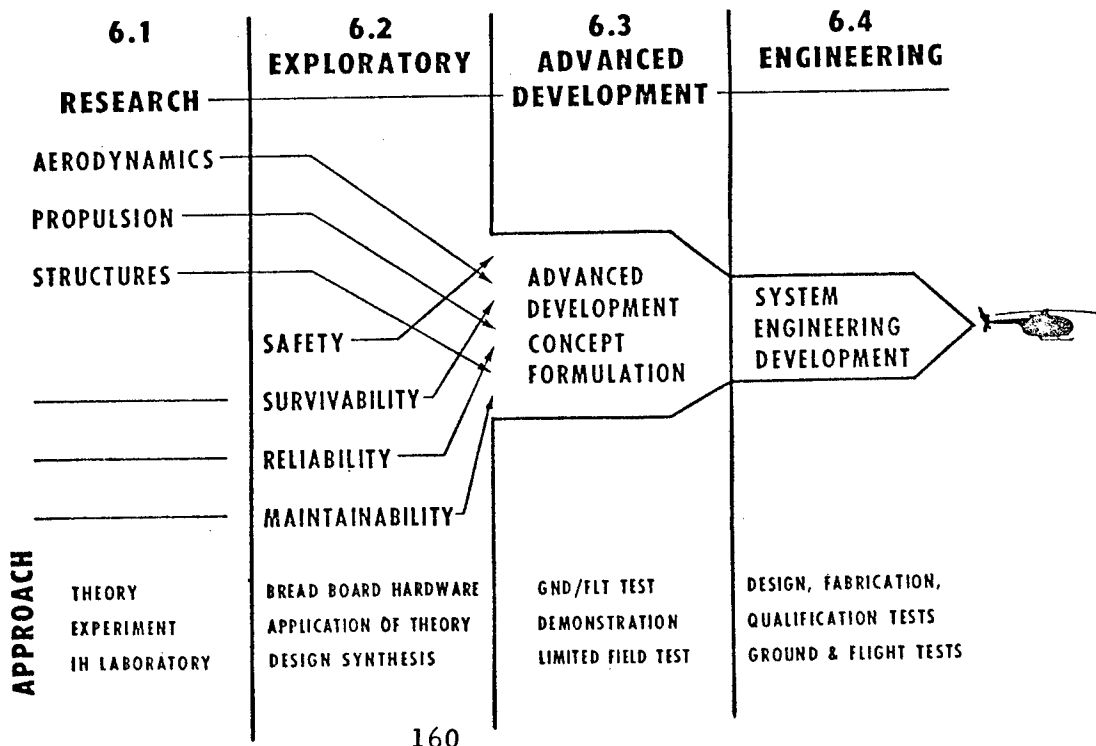 6.1
RESEARCH
6.2
EXPLORATORY
6.3
ADVANCED
DEVELOPMENT
6.4
ENGINEERING
AERODYNAMICS
PROPULSION
STRUCTURES
SAFETY
SURVIVABILITY
RELIABILITY
MAINTAINABILITY
ADVANCED
DEVELOPMENT
CONCEPT
FORMULATION
SYSTEM
ENGINEERING
DEVELOPMENT
APPROACH
THEORY
EXPERIMENT
IH LABORATORY
BREAD BOARD HARDWARE
APPLICATION OF THEORY
DESIGN SYNTHESIS
GND/FLT TEST
DEMONSTRATION
LIMITED FIELD TEST
DESIGN, FABRICATION,
QUALIFICATION TESTS
GROUND & FLIGHT TESTS
160